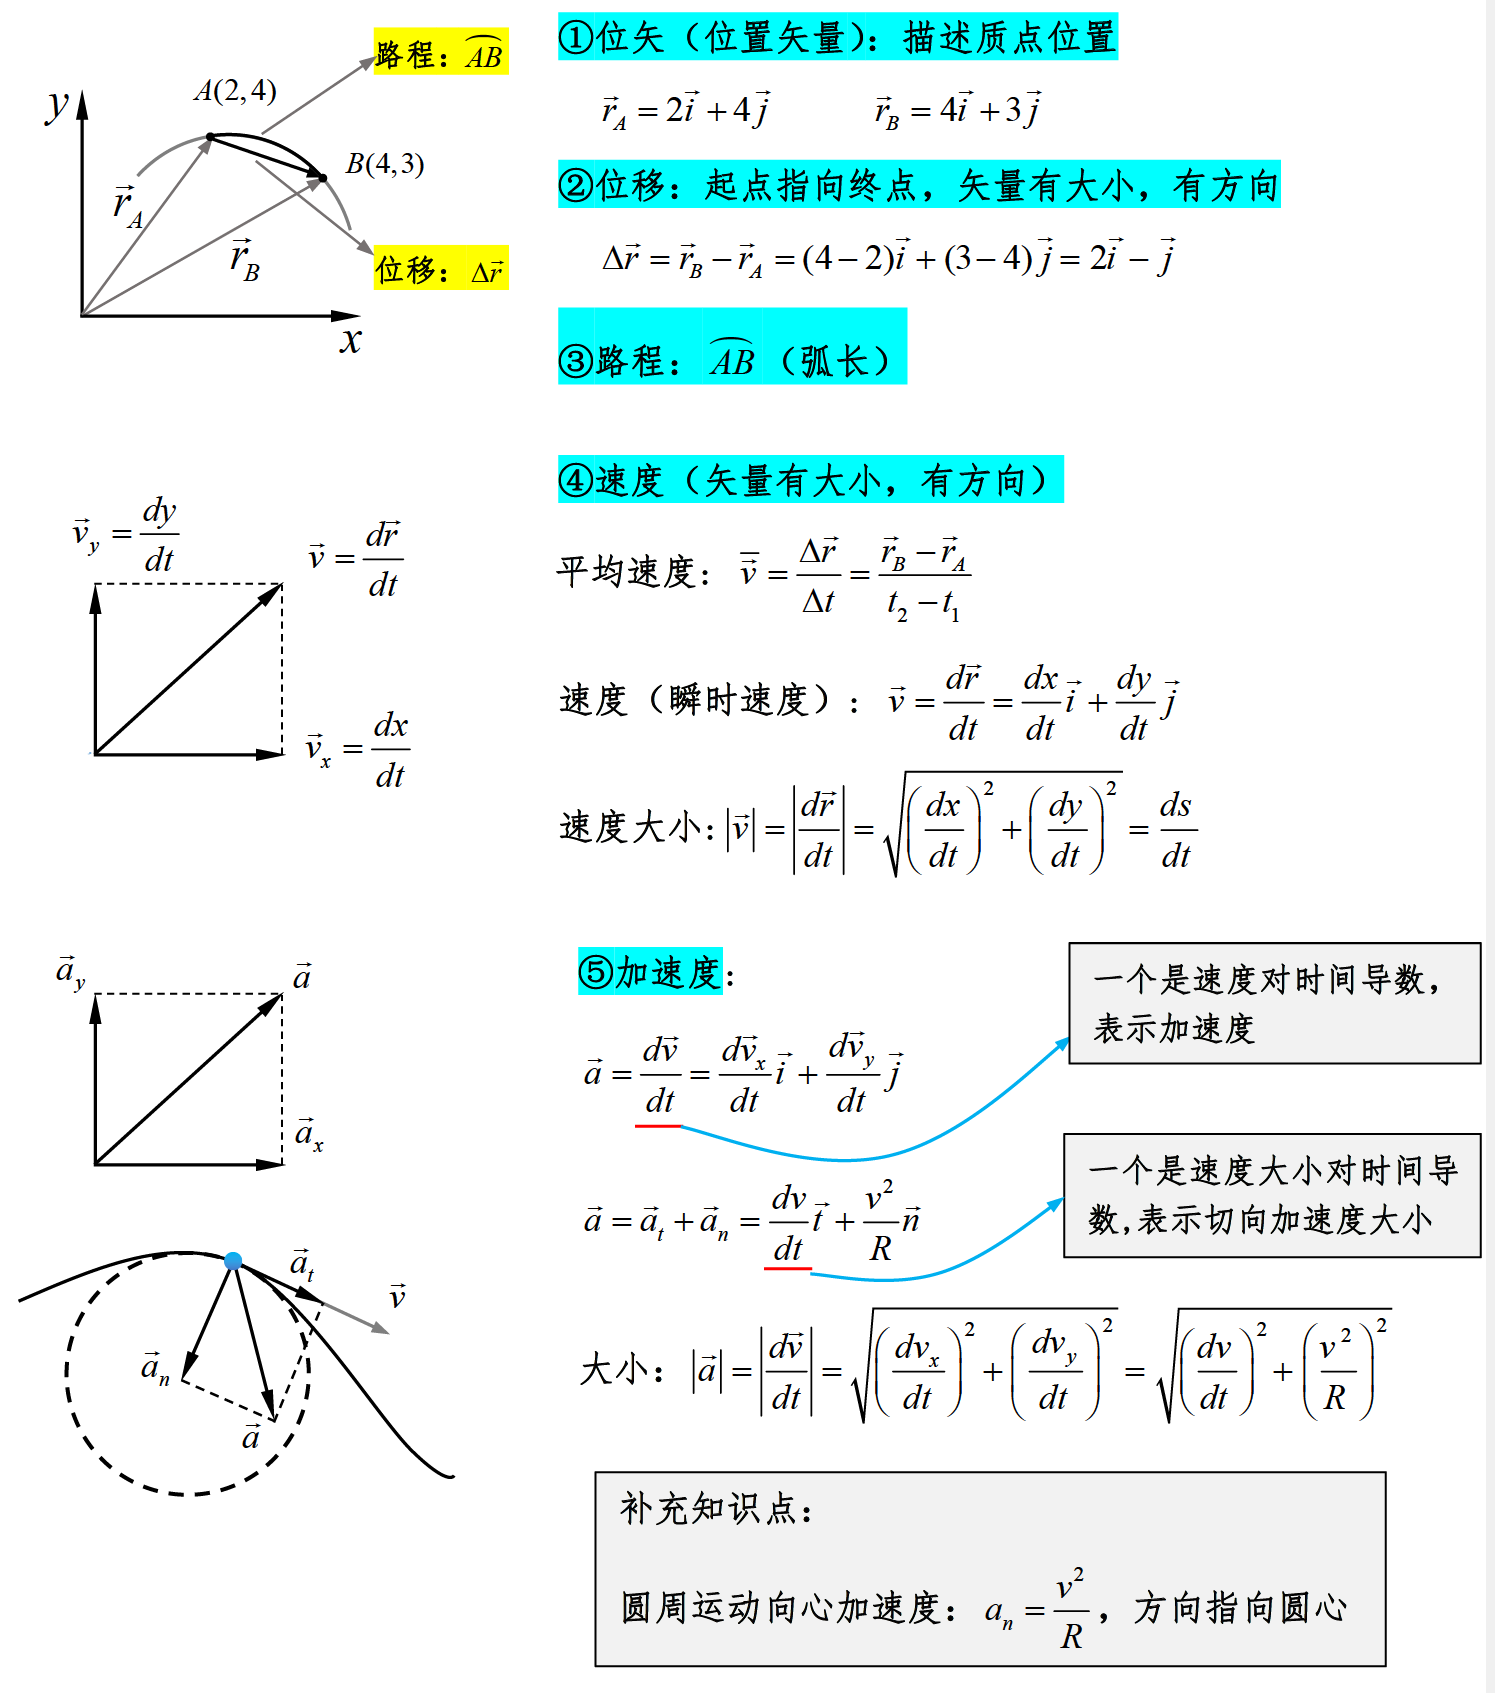 路程：$\overset{\frown}{AB}$
A(2,4)
y
B(4,3)
$\vec{r}_A$
$\vec{r}_B$
位移：$\Delta\vec{r}$
x
①位矢（位置矢量）：描述质点位置
$\vec{r}_A = 2\vec{i} + 4\vec{j}$　$\vec{r}_B = 4\vec{i} + 3\vec{j}$
②位移：起点指向终点，矢量有大小，有方向
$\Delta\vec{r} = \vec{r}_B - \vec{r}_A = (4-2)\vec{i} + (3-4)\vec{j} = 2\vec{i} - \vec{j}$
③路程：$\overset{\frown}{AB}$（弧长）
$\vec{v}_y = \frac{dy}{dt}$
$\vec{v} = \frac{d\vec{r}}{dt}$
$\vec{v}_x = \frac{dx}{dt}$
④速度（矢量有大小，有方向）
平均速度：$\overline{\vec{v}} = \frac{\Delta\vec{r}}{\Delta t} = \frac{\vec{r}_B - \vec{r}_A}{t_2 - t_1}$
速度（瞬时速度）：$\vec{v} = \frac{d\vec{r}}{dt} = \frac{dx}{dt}\vec{i} + \frac{dy}{dt}\vec{j}$
速度大小：$|\vec{v}| = \left|\frac{d\vec{r}}{dt}\right| = \sqrt{\left(\frac{dx}{dt}\right)^2 + \left(\frac{dy}{dt}\right)^2} = \frac{ds}{dt}$
$\vec{a}_y$
$\vec{a}$
$\vec{a}_x$
⑤加速度：
$\vec{a} = \frac{d\vec{v}}{dt} = \frac{d\vec{v}_x}{dt}\vec{i} + \frac{d\vec{v}_y}{dt}\vec{j}$
一个是速度对时间导数，
表示加速度
$\vec{a} = \vec{a}_t + \vec{a}_n = \frac{dv}{dt}\vec{t} + \frac{v^2}{R}\vec{n}$
一个是速度大小对时间导
数,表示切向加速度大小
$\vec{a}_t$
$\vec{v}$
$\vec{a}_n$
$\vec{a}$
大小：$|\vec{a}| = \left|\frac{d\vec{v}}{dt}\right| = \sqrt{\left(\frac{dv_x}{dt}\right)^2 + \left(\frac{dv_y}{dt}\right)^2} = \sqrt{\left(\frac{dv}{dt}\right)^2 + \left(\frac{v^2}{R}\right)^2}$
补充知识点：
圆周运动向心加速度：$a_n = \frac{v^2}{R}$，方向指向圆心